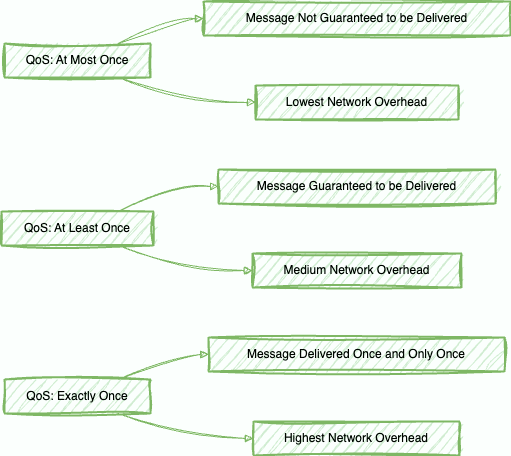 Message Not Guaranteed to be Delivered
QoS: At Most Once
Lowest Network Overhead
Message Guaranteed to be Delivered
QoS: At Least Once
Medium Network Overhead
Message Delivered Once and Only Once
QoS: Exactly Once
Highest Network Overhead